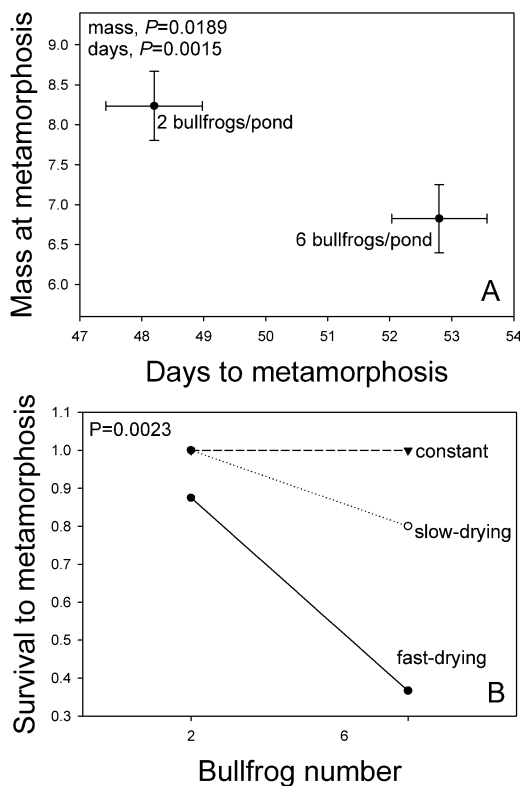 mass, P=0.0189
days, P=0.0015
Mass at metamorphosis
9.0
8.5
8.0
7.5
7.0
6.5
6.0
2 bullfrogs/pond
6 bullfrogs/pond
A
47 48 49 50 51 52 53 54
Days to metamorphosis
P=0.0023
Survival to metamorphosis
1.1
1.0
0.9
0.8
0.7
0.6
0.5
0.4
0.3
constant
slow-drying
fast-drying
B
2 6
Bullfrog number